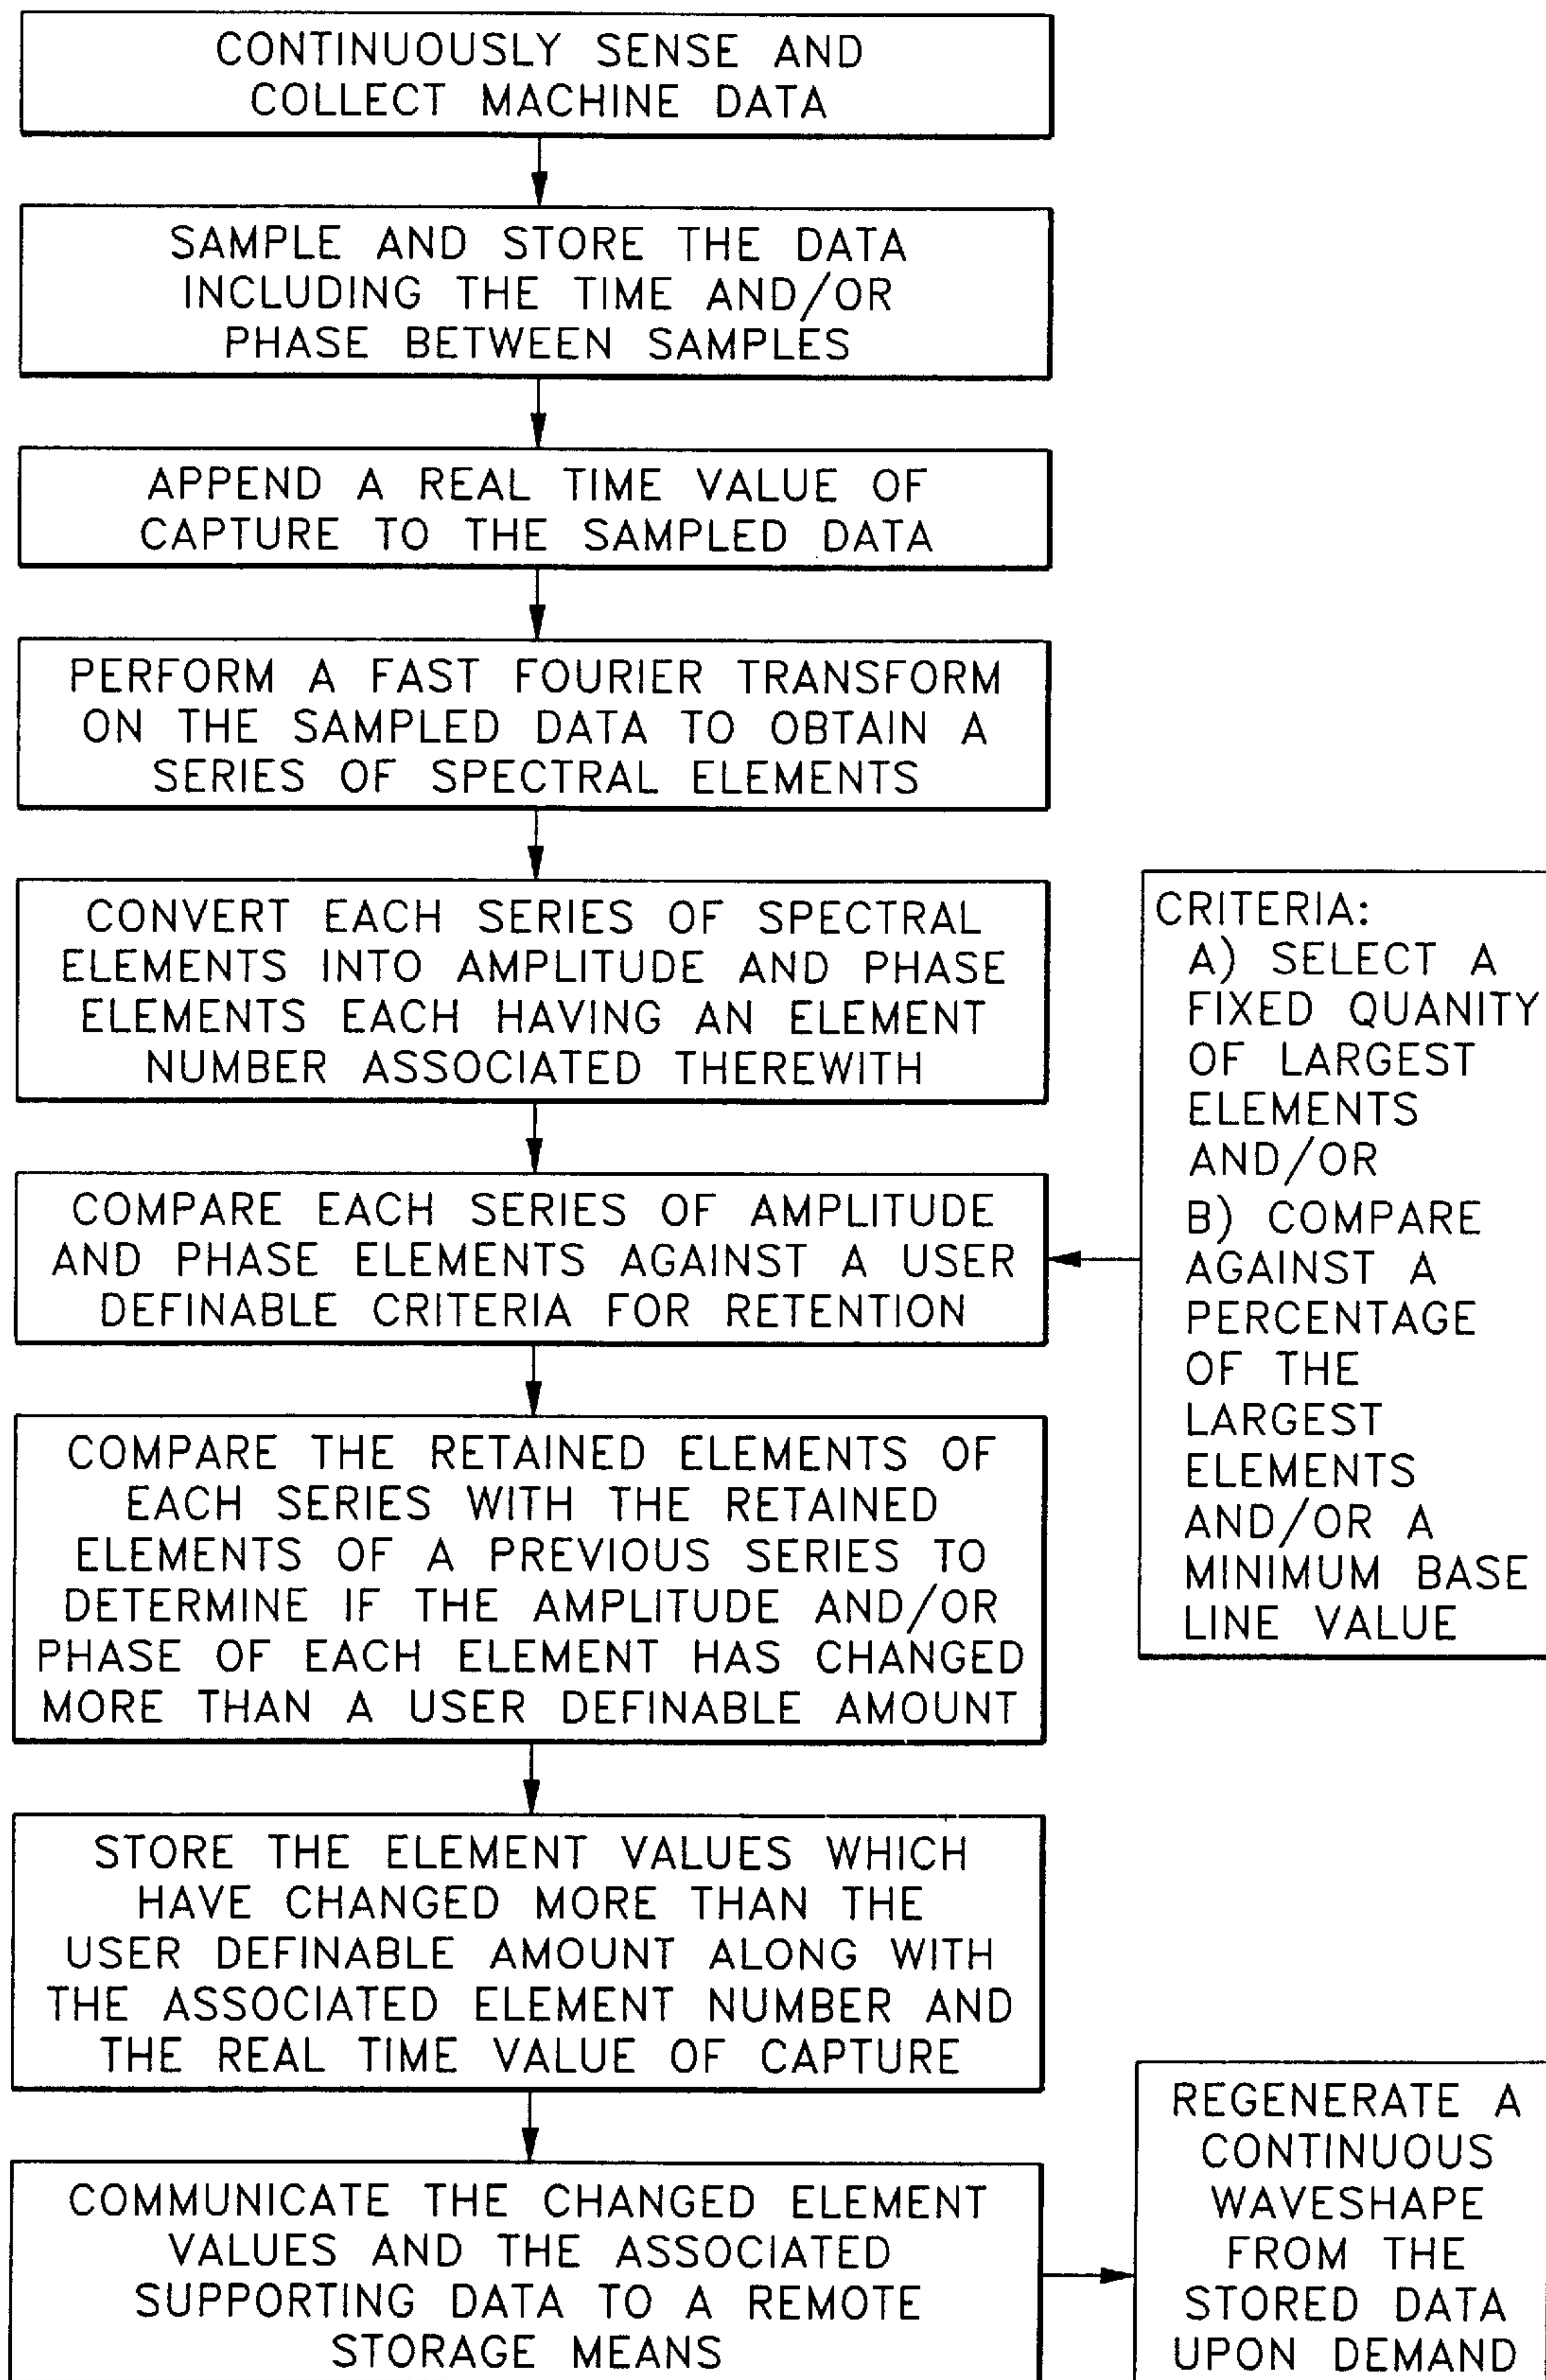 CONTINUOUSLY SENSE AND
COLLECT MACHINE DATA
SAMPLE AND STORE THE DATA
INCLUDING THE TIME AND/OR
PHASE BETWEEN SAMPLES
APPEND A REAL TIME VALUE OF
CAPTURE TO THE SAMPLED DATA
PERFORM A FAST FOURIER TRANSFORM
ON THE SAMPLED DATA TO OBTAIN A
SERIES OF SPECTRAL ELEMENTS
CONVERT EACH SERIES OF SPECTRAL
ELEMENTS INTO AMPLITUDE AND PHASE
ELEMENTS EACH HAVING AN ELEMENT
NUMBER ASSOCIATED THEREWITH
CRITERIA:
A) SELECT A
FIXED QUANITY
OF LARGEST
ELEMENTS
AND/OR
B) COMPARE
AGAINST A
PERCENTAGE
OF THE
LARGEST
ELEMENTS
AND/OR A
MINIMUM BASE
LINE VALUE
COMPARE EACH SERIES OF AMPLITUDE
AND PHASE ELEMENTS AGAINST A USER
DEFINABLE CRITERIA FOR RETENTION
COMPARE THE RETAINED ELEMENTS OF
EACH SERIES WITH THE RETAINED
ELEMENTS OF A PREVIOUS SERIES TO
DETERMINE IF THE AMPLITUDE AND/OR
PHASE OF EACH ELEMENT HAS CHANGED
MORE THAN A USER DEFINABLE AMOUNT
STORE THE ELEMENT VALUES WHICH
HAVE CHANGED MORE THAN THE
USER DEFINABLE AMOUNT ALONG WITH
THE ASSOCIATED ELEMENT NUMBER AND
THE REAL TIME VALUE OF CAPTURE
COMMUNICATE THE CHANGED ELEMENT
VALUES AND THE ASSOCIATED
SUPPORTING DATA TO A REMOTE
STORAGE MEANS
REGENERATE A
CONTINUOUS
WAVESHAPE
FROM THE
STORED DATA
UPON DEMAND